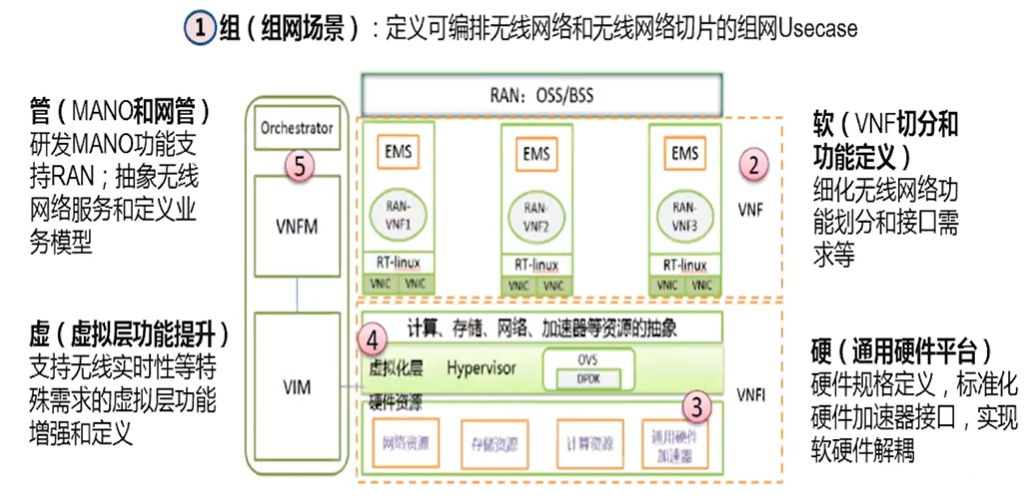 ① 组（组网场景）: 定义可编排无线网络和无线网络切片的组网Usecase
管（MANO和网管）
研发MANO功能支
持RAN；抽象无线
网络服务和定义业
务模型
虚（虚拟层功能提升）
支持无线实时性等特
殊需求的虚拟层功能
增强和定义
Orchestrator
⑤
VNFM
VIM
RAN: OSS/BSS
EMS
EMS
EMS
②
RAN-
VNF1
RAN-
VNF2
RAN-
VNF3
VNF
RT-linux
RT-linux
RT-linux
VNIC VNIC
VNIC VNIC
VNIC VNIC
计算、存储、网络、加速器等资源的抽象
④
虚拟化层 Hypervisor
OVS
DPDK
VNFI
硬件资源
③
网络资源
存储资源
计算资源
通用硬件
加速器
软（VNF切分和
功能定义）
细化无线网络功
能划分和接口需
求等
硬（通用硬件平台）
硬件规格定义，标准化
硬件加速器接口，实现
软硬件解耦